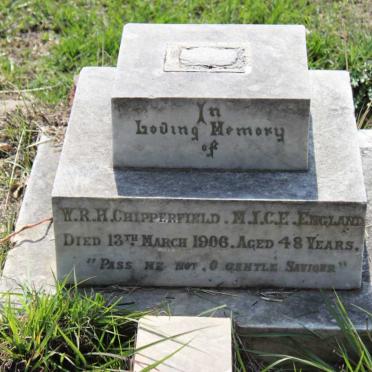 In
Loving Memory
of
W.R.H. Chipperfield. M.I.C.E. England
Died 13th March 1906. Aged 48 Years.
"Pass me not, O gentle Saviour"